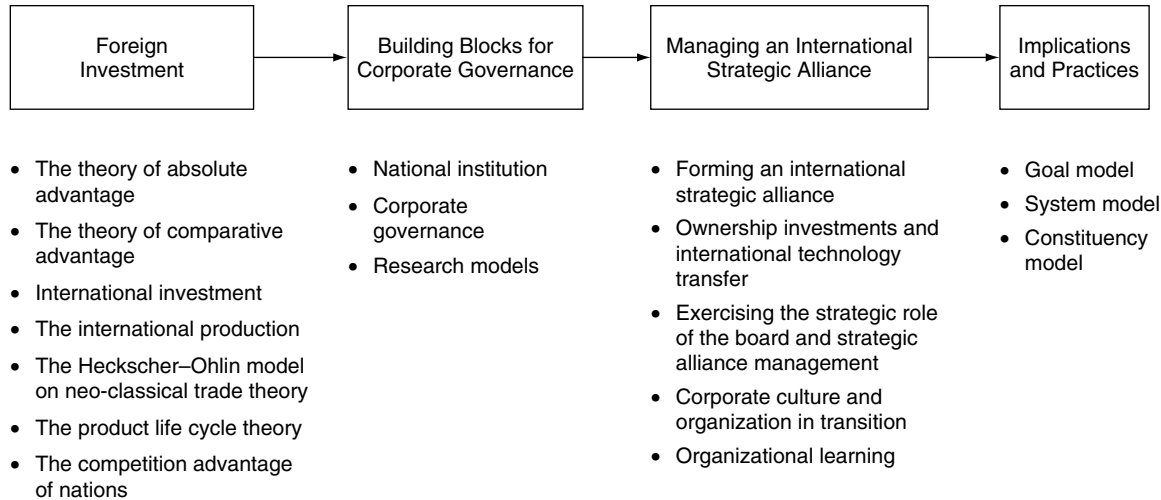 Foreign
Investment
Building Blocks for
Corporate Governance
Managing an International
Strategic Alliance
Implications
and Practices
• The theory of absolute
advantage
• The theory of comparative
advantage
• International investment
• The international production
• The Heckscher–Ohlin model
on neo-classical trade theory
• The product life cycle theory
• The competition advantage
of nations
• National institution
• Corporate
governance
• Research models
• Forming an international
strategic alliance
• Ownership investments and
international technology
transfer
• Exercising the strategic role
of the board and strategic
alliance management
• Corporate culture and
organization in transition
• Organizational learning
• Goal model
• System model
• Constituency
model